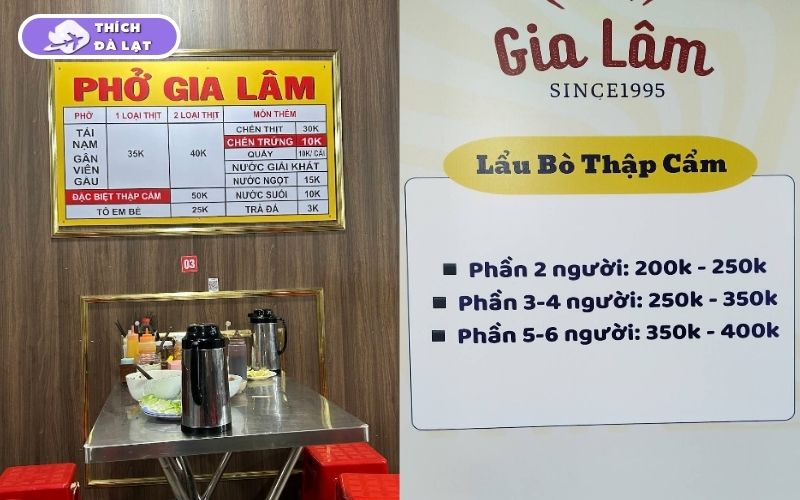 THÍCH
ĐÀ LẠT
PHỞ GIA LÂM
PHỞ 1 LOẠI THỊT 2 LOẠI THỊT MÓN THÊM
TÁI
NẠM
GÂN
VIÊN
GẦU
35K 40K
CHÉN THỊT 30K
CHÉN TRỨNG 10K
QUẨY 10K/ CÁI
NƯỚC GIẢI KHÁT
NƯỚC NGỌT 15K
ĐẶC BIỆT THẬP CẨM 50K NƯỚC SUỐI 10K
TÔ EM BÉ 25K TRÀ ĐÁ 3K
03
Gia Lâm
SINCE1995
Lẩu Bò Thập Cẩm
Phần 2 người: 200k - 250k
Phần 3-4 người: 250k - 350k
Phần 5-6 người: 350k - 400k